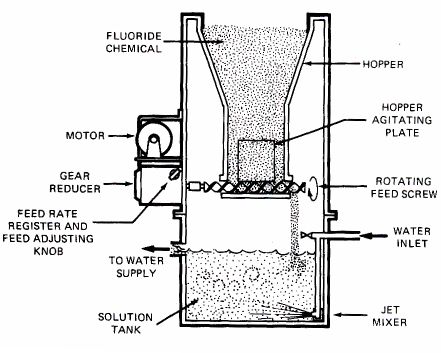 FLUORIDE
CHEMICAL
HOPPER
HOPPER
AGITATING
PLATE
MOTOR
GEAR
REDUCER
ROTATING
FEED SCREW
FEED RATE
REGISTER AND
FEED ADJUSTING
KNOB
WATER
INLET
TO WATER
SUPPLY
SOLUTION
TANK
JET
MIXER